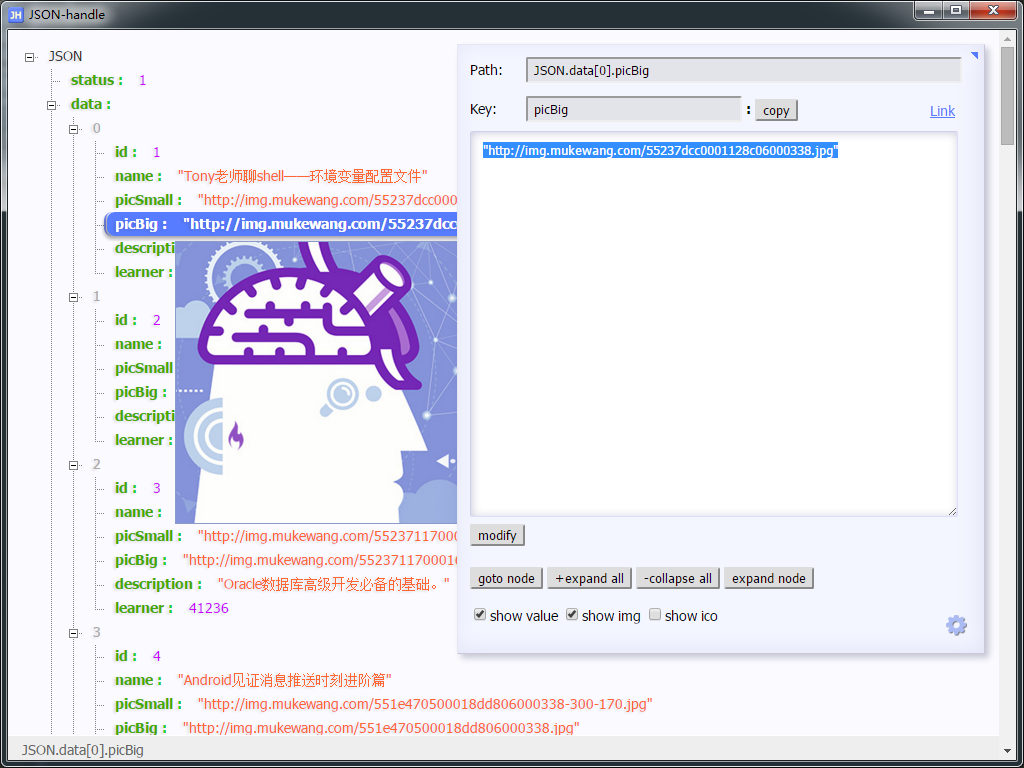 JH JSON-handle
JSON
status : 1
data :
0
id : 1
name : "Tony老师聊shell——环境变量配置文件"
picSmall : "http://img.mukewang.com/55237dcc000
picBig : "http://img.mukewang.com/55237dcc
descripti
learner :
1
id : 2
name :
picSmall
picBig :
descripti
learner :
2
id : 3
name :
picSmall : "http://img.mukewang.com/55237117000
picBig : "http://img.mukewang.com/5523711700016
description : "Oracle数据库高级开发必备的基础。"
learner : 41236
3
id : 4
name : "Android见证消息推送时刻进阶篇"
picSmall : "http://img.mukewang.com/551e470500018dd806000338-300-170.jpg"
picBig : "http://img.mukewang.com/551e470500018dd806000338.jpg"
JSON.data[0].picBig
Path: JSON.data[0].picBig
Key: picBig : copy Link
"http://img.mukewang.com/55237dcc0001128c06000338.jpg"
modify
goto node +expand all -collapse all expand node
show value show img show ico